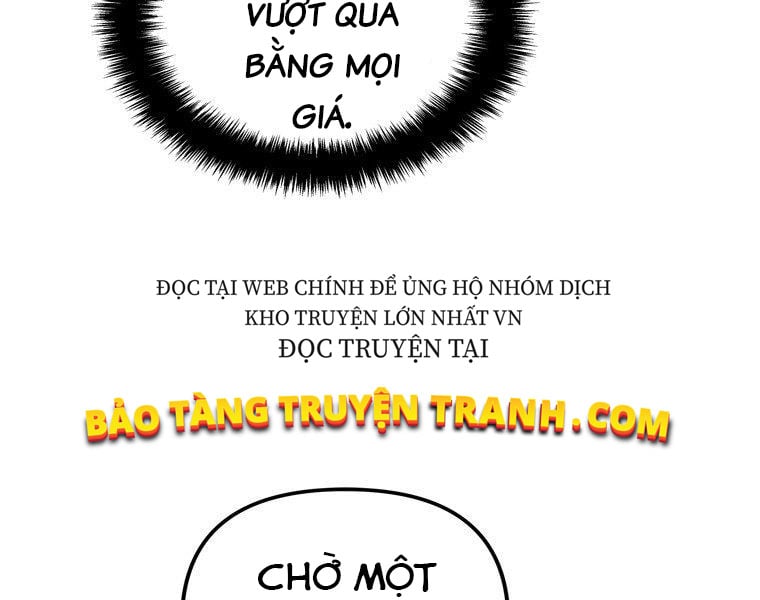 VƯỢT QUA
BẰNG MỌI
GIÁ.
ĐỌC TẠI WEB CHÍNH ĐỂ ỦNG HỘ NHÓM DỊCH
KHO TRUYỆN LỚN NHẤT VN
ĐỌC TRUYỆN TẠI
BẢO TÀNG TRUYỆN TRANH.COM
CHỜ MỘT